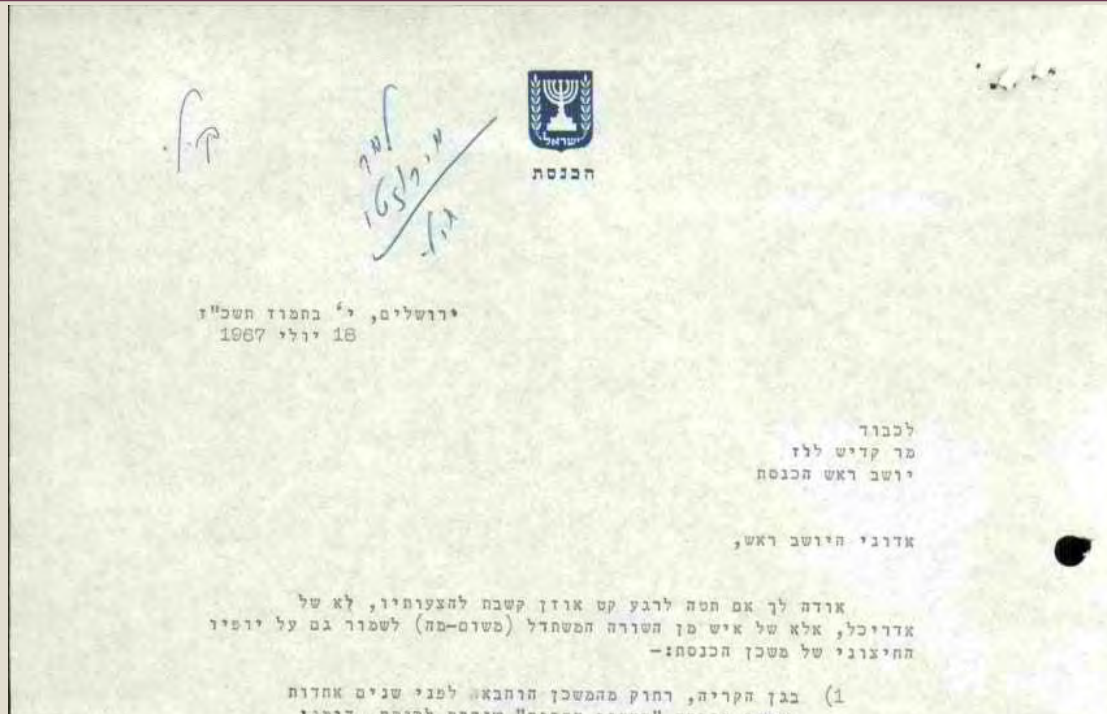 ק.ל.
למר
ישראל
הכנסת
ירושלים, י' בתמוז תשכ"ז
18 יולי 1967
לכבוד
מר קדיש לוז
יושב ראש הכנסת
אדוני היושב ראש,
אודה לך אם תטה לרגע קט אוזן קשבת להצעותיו, לא של
אדריכל, אלא של איש מן השורה המשתדל (משום-מה) לשמור גם על יופיו
החיצוני של משכן הכנסת:-
1) בגן הקריה, רחוק מהמשכן הוחבא לפני שנים אחדות